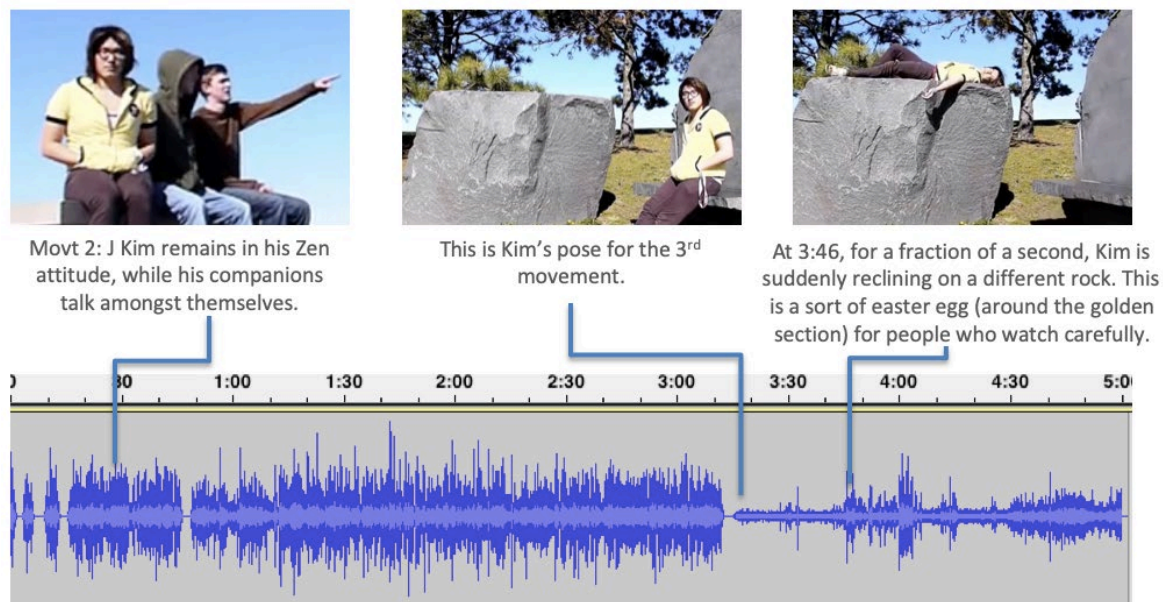 Movt 2: J Kim remains in his Zen
attitude, while his companions
talk amongst themselves.
This is Kim’s pose for the 3rd
movement.
At 3:46, for a fraction of a second, Kim is
suddenly reclining on a different rock. This
is a sort of easter egg (around the golden
section) for people who watch carefully.
0 30 1:00 1:30 2:00 2:30 3:00 3:30 4:00 4:30 5:00